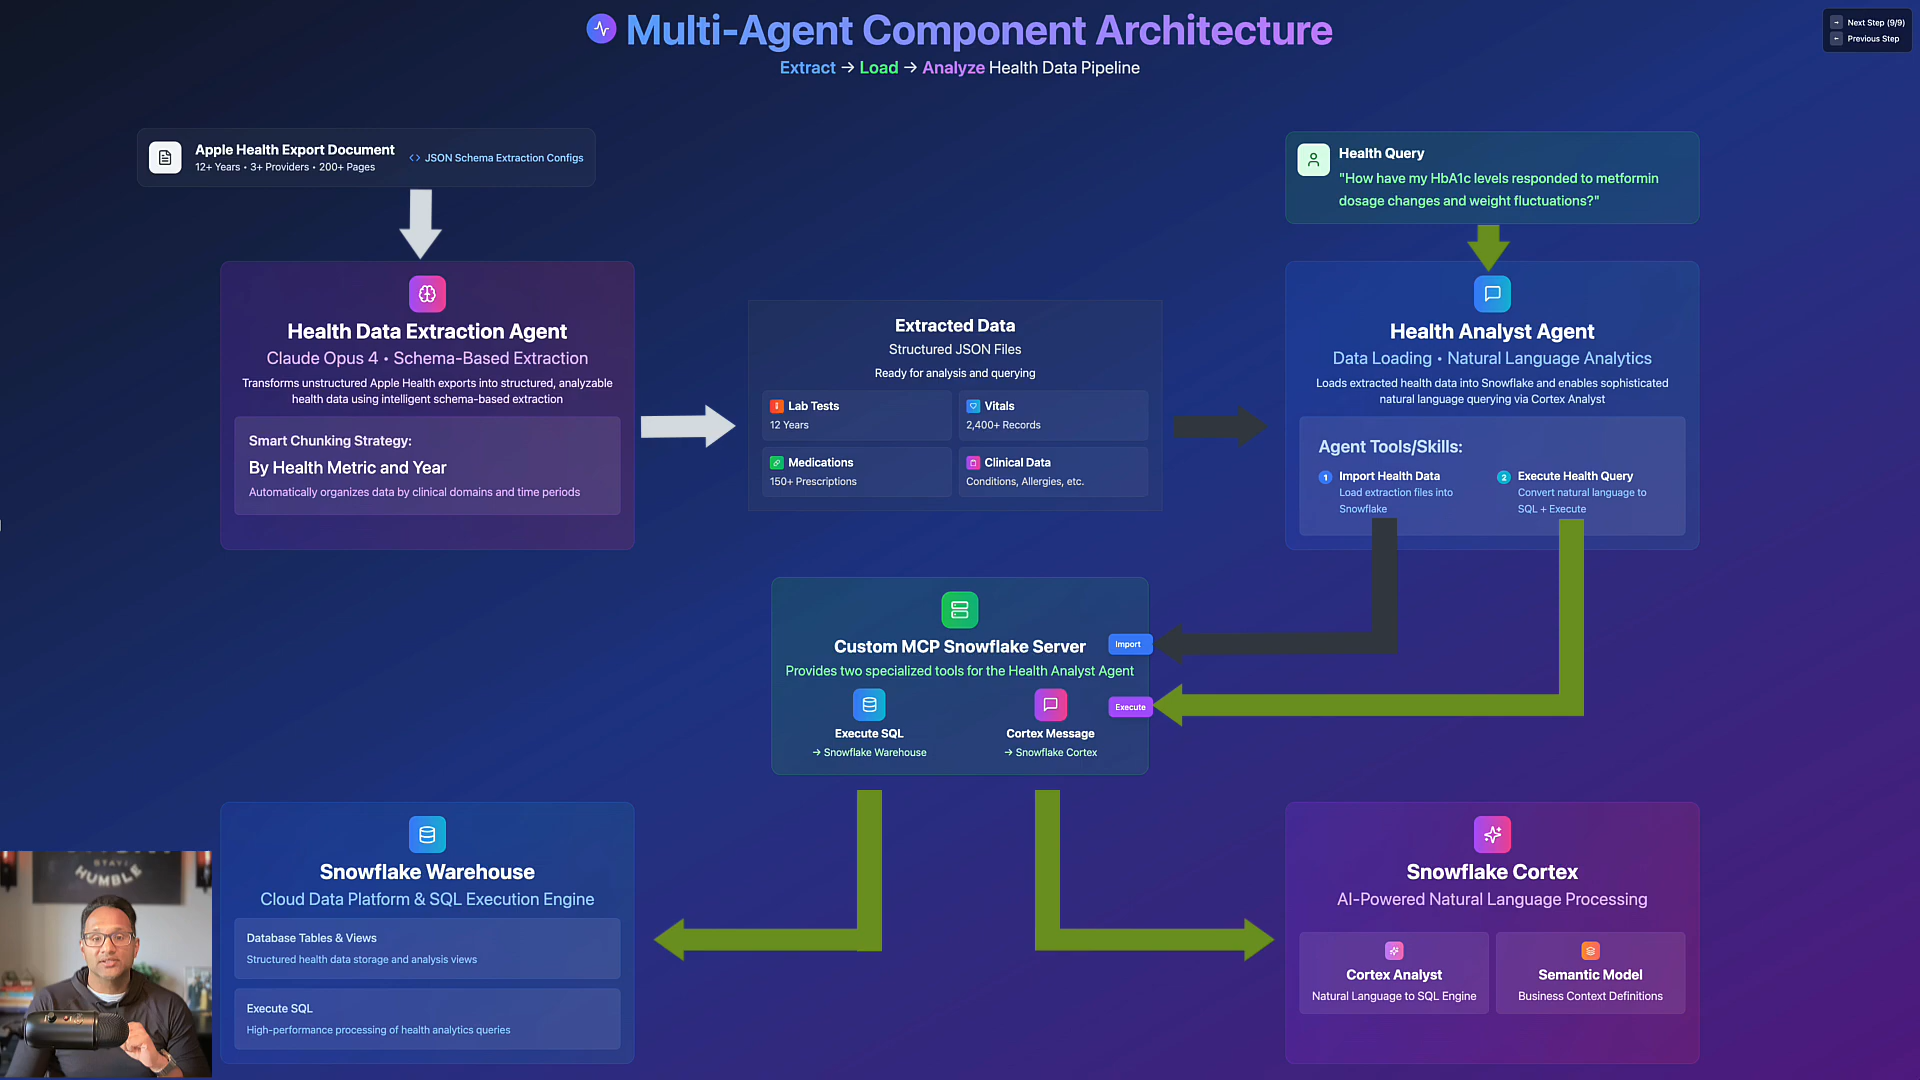 Multi-Agent Component Architecture
Extract → Load → Analyze Health Data Pipeline
→ Next Step (9/9)
← Previous Step
Apple Health Export Document
12+ Years • 3+ Providers • 200+ Pages
<> JSON Schema Extraction Configs
Health Query
"How have my HbA1c levels responded to metformin
dosage changes and weight fluctuations?"
Health Data Extraction Agent
Claude Opus 4 • Schema-Based Extraction
Transforms unstructured Apple Health exports into structured, analyzable
health data using intelligent schema-based extraction
Smart Chunking Strategy:
By Health Metric and Year
Automatically organizes data by clinical domains and time periods
Extracted Data
Structured JSON Files
Ready for analysis and querying
Lab Tests
12 Years
Vitals
2,400+ Records
Medications
150+ Prescriptions
Clinical Data
Conditions, Allergies, etc.
Health Analyst Agent
Data Loading • Natural Language Analytics
Loads extracted health data into Snowflake and enables sophisticated
natural language querying via Cortex Analyst
Agent Tools/Skills:
1 Import Health Data
Load extraction files into
Snowflake
2 Execute Health Query
Convert natural language to
SQL + Execute
Custom MCP Snowflake Server
Provides two specialized tools for the Health Analyst Agent
Import
Execute
Execute SQL
→ Snowflake Warehouse
Cortex Message
→ Snowflake Cortex
Snowflake Warehouse
Cloud Data Platform & SQL Execution Engine
Database Tables & Views
Structured health data storage and analysis views
Execute SQL
High-performance processing of health analytics queries
Snowflake Cortex
AI-Powered Natural Language Processing
Cortex Analyst
Natural Language to SQL Engine
Semantic Model
Business Context Definitions
STAY
HUMBLE